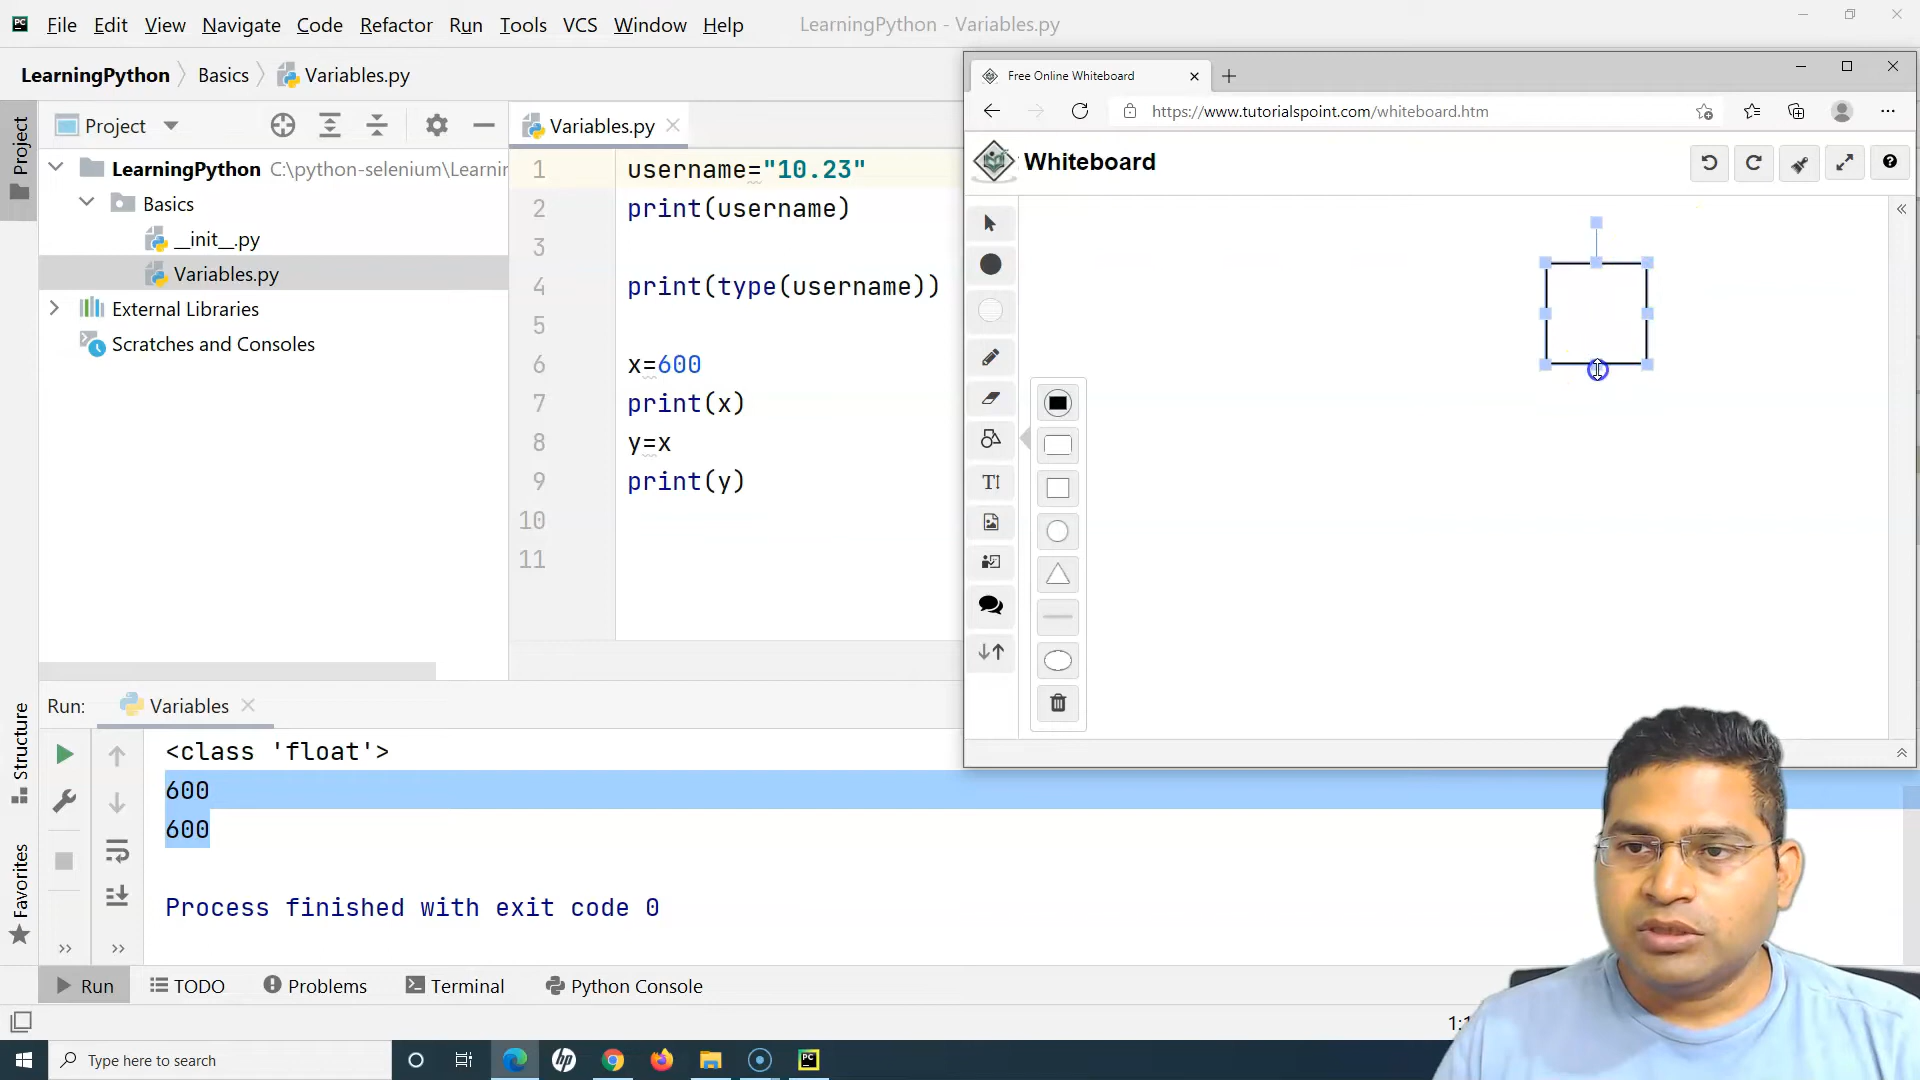 File Edit View Navigate Code Refactor Run Tools VCS Window Help LearningPython - Variables.py
LearningPython Basics Variables.py
Project
Project
Variables.py
LearningPython C:\python-selenium\Learnin
Basics
__init__.py
Variables.py
External Libraries
Scratches and Consoles
1 username="10.23"
2 print(username)
3
4 print(type(username))
5
6 x=600
7 print(x)
8 y=x
9 print(y)
10
11
Free Online Whiteboard
https://www.tutorialspoint.com/whiteboard.htm
Whiteboard
Structure
Favorites
Run: Variables
<class 'float'>
600
600
Process finished with exit code 0
Run TODO Problems Terminal Python Console
Type here to search
hp
PC